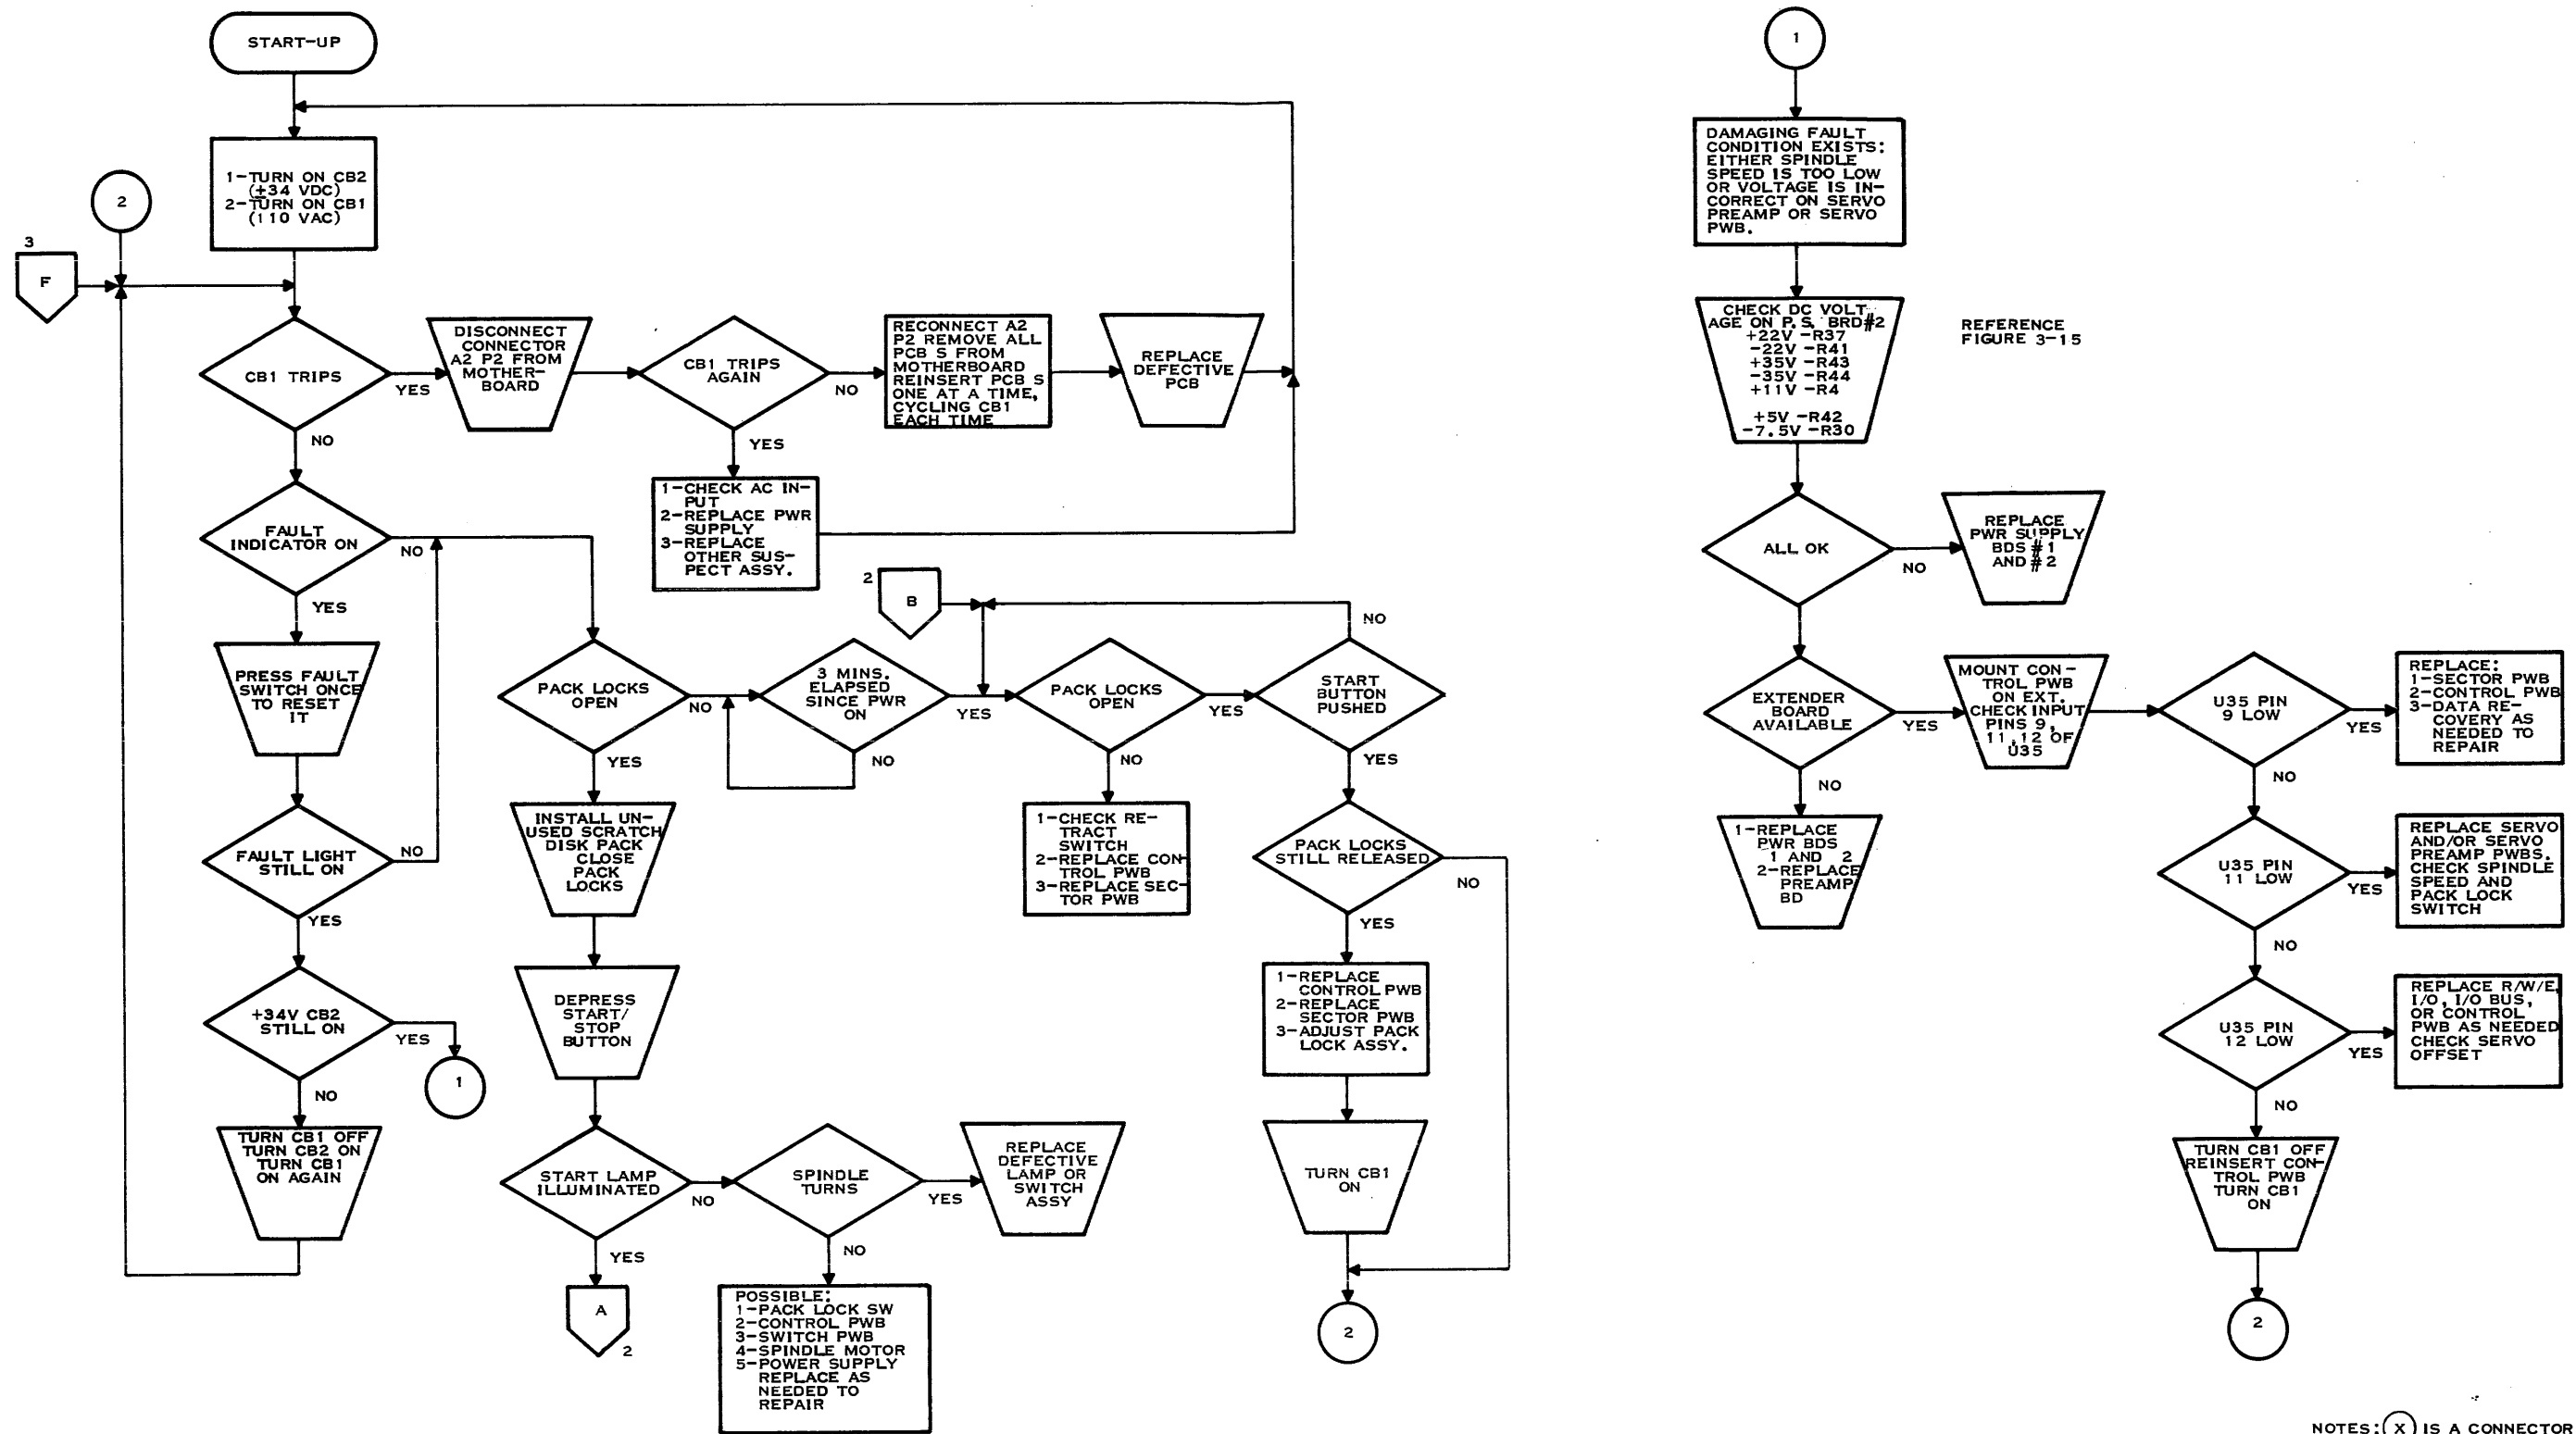 START-UP
1-TURN ON CB2
(±34 VDC)
2-TURN ON CB1
(110 VAC)
2
3
F
CB1 TRIPS
YES
NO
DISCONNECT
CONNECTOR
A2 P2 FROM
MOTHER-
BOARD
CB1 TRIPS
AGAIN
NO
YES
RECONNECT A2
P2 REMOVE ALL
PCB S FROM
MOTHERBOARD
REINSERT PCB S
ONE AT A TIME,
CYCLING CB1
EACH TIME
REPLACE
DEFECTIVE
PCB
1-CHECK AC IN-
PUT
2-REPLACE PWR
SUPPLY
3-REPLACE
OTHER SUS-
PECT ASSY.
FAULT
INDICATOR ON
NO
YES
PRESS FAULT
SWITCH ONCE
TO RESET
IT
FAULT LIGHT
STILL ON
NO
YES
+34V CB2
STILL ON
YES
1
NO
TURN CB1 OFF
TURN CB2 ON
TURN CB1
ON AGAIN
PACK LOCKS
OPEN
NO
YES
3 MINS.
ELAPSED
SINCE PWR
ON
YES
NO
2
B
PACK LOCKS
OPEN
YES
NO
START
BUTTON
PUSHED
NO
YES
INSTALL UN-
USED SCRATCH
DISK PACK
CLOSE
PACK
LOCKS
1-CHECK RE-
TRACT
SWITCH
2-REPLACE CON-
TROL PWB
3-REPLACE SEC-
TOR PWB
PACK LOCKS
STILL RELEASED
NO
YES
DEPRESS
START/
STOP
BUTTON
1-REPLACE
CONTROL PWB
2-REPLACE
SECTOR PWB
3-ADJUST PACK
LOCK ASSY.
START LAMP
ILLUMINATED
NO
YES
SPINDLE
TURNS
YES
NO
REPLACE
DEFECTIVE
LAMP OR
SWITCH
ASSY
TURN CB1
ON
A
2
POSSIBLE:
1-PACK LOCK SW
2-CONTROL PWB
3-SWITCH PWB
4-SPINDLE MOTOR
5-POWER SUPPLY
REPLACE AS
NEEDED TO
REPAIR
2
1
DAMAGING FAULT
CONDITION EXISTS:
EITHER SPINDLE
SPEED IS TOO LOW
OR VOLTAGE IS IN-
CORRECT ON SERVO
PREAMP OR SERVO
PWB.
CHECK DC VOLT
AGE ON P.S. BRD#2
+22V -R37
-22V -R41
+35V -R43
-35V -R44
+11V -R4
+5V -R42
-7.5V -R30
REFERENCE
FIGURE 3-15
ALL OK
NO
REPLACE
PWR SUPPLY
BDS #1
AND #2
EXTENDER
BOARD
AVAILABLE
YES
NO
MOUNT CON-
TROL PWB
ON EXT.
CHECK INPUT
PINS 9,
11,12 OF
U35
U35 PIN
9 LOW
YES
NO
REPLACE:
1-SECTOR PWB
2-CONTROL PWB
3-DATA RE-
COVERY AS
NEEDED TO
REPAIR
1-REPLACE
PWR BDS
1 AND 2
2-REPLACE
PREAMP
BD
U35 PIN
11 LOW
YES
NO
REPLACE SERVO
AND/OR SERVO
PREAMP PWBS.
CHECK SPINDLE
SPEED AND
PACK LOCK
SWITCH
U35 PIN
12 LOW
YES
NO
REPLACE R/W/E,
I/O, I/O BUS,
OR CONTROL
PWB AS NEEDED
CHECK SERVO
OFFSET
TURN CB1 OFF
REINSERT CON-
TROL PWB
TURN CB1
ON
2
NOTES: X IS A CONNECTOR